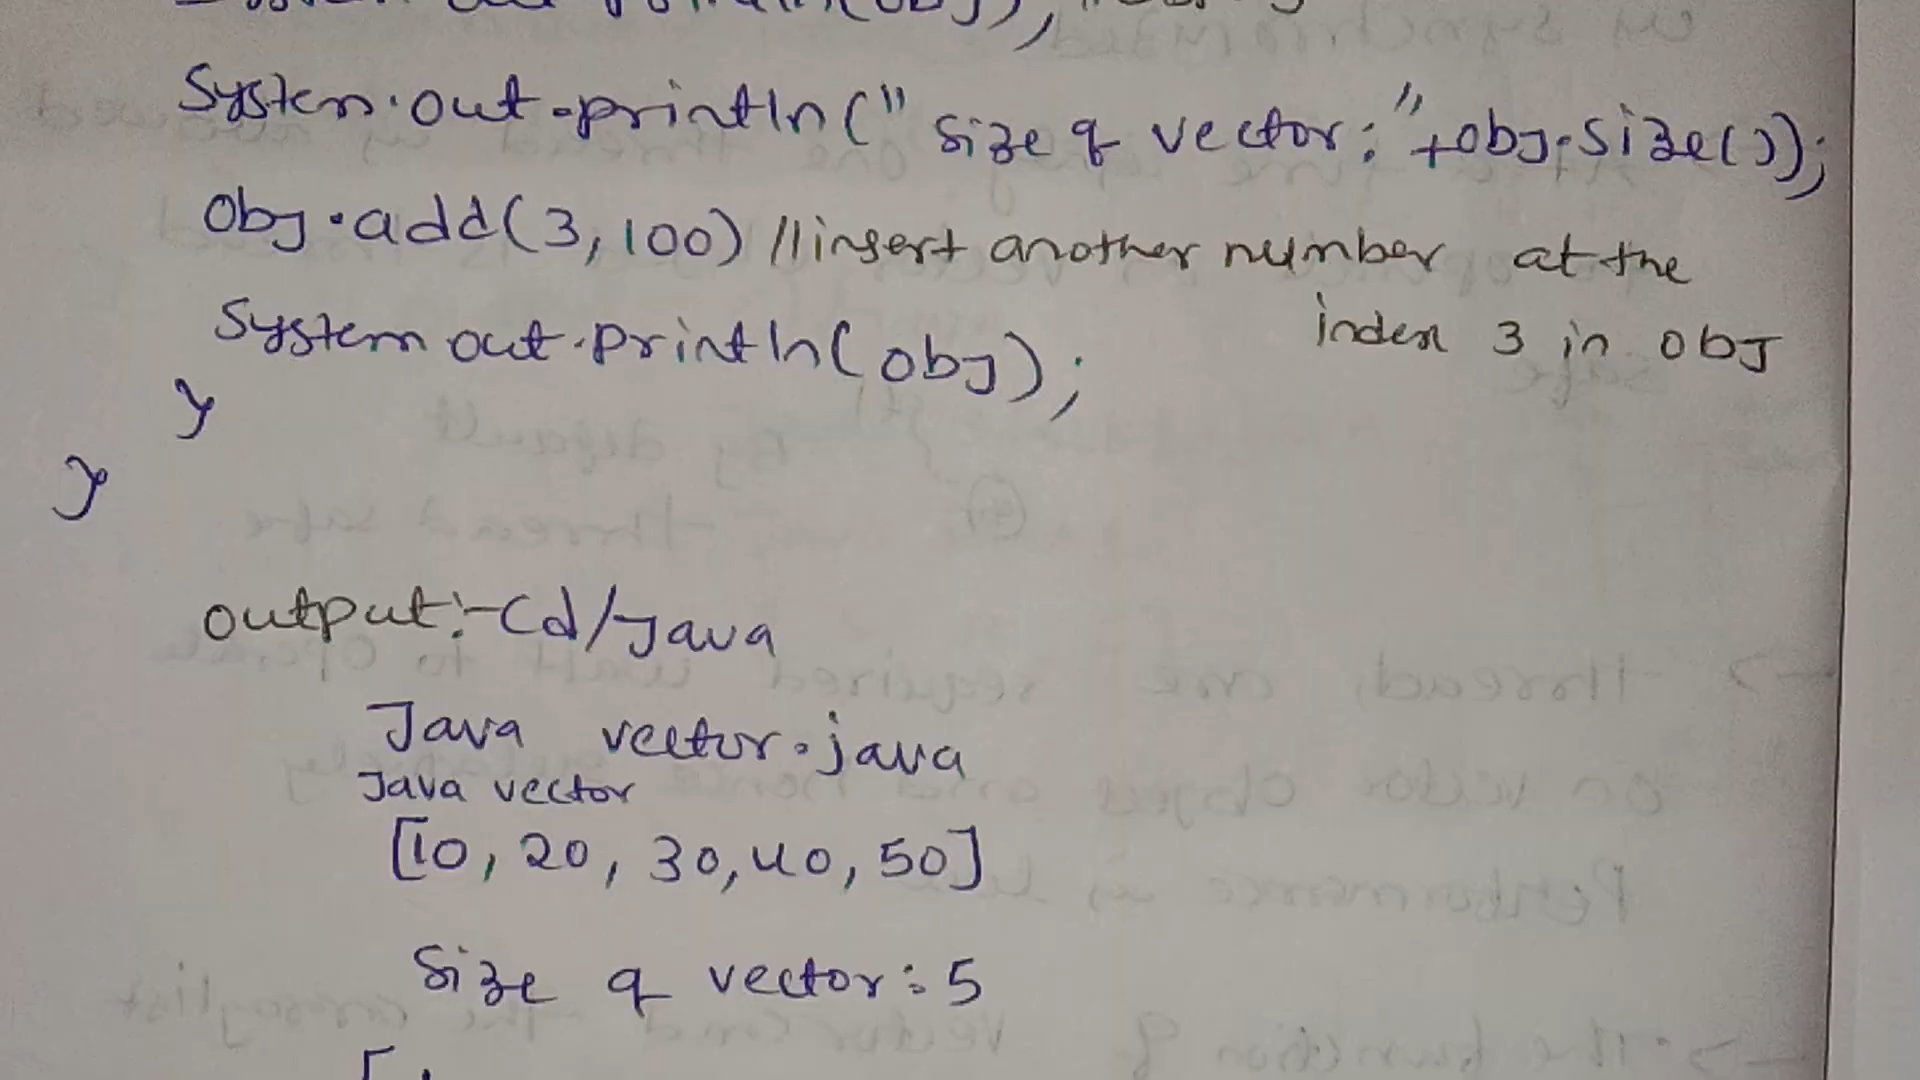 System.out.println("size of vector:"+obj.size());
obj.add(3,100) //insert another number at the
index 3 in obj
System out.println(obj);
}
}
output:-Cd/Java
Java vector.java
Java vector
[10, 20, 30, 40, 50]
Size of vector:5